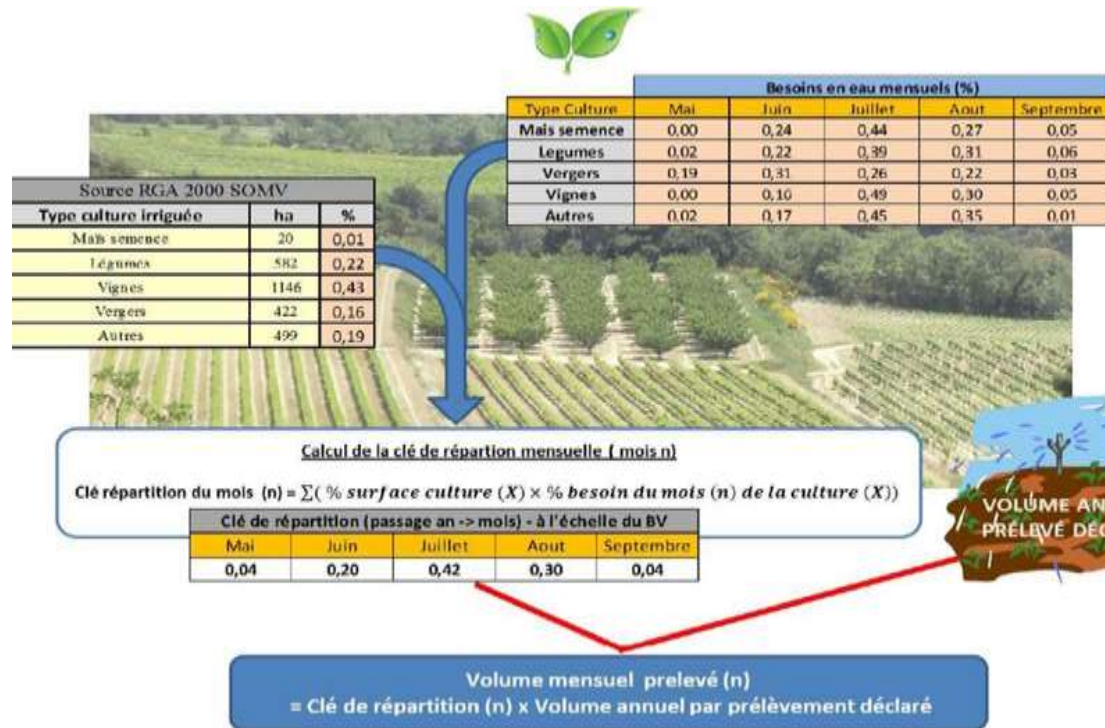 Besoins en eau mensuels (%)
Type Culture Mai Juin Juillet Aout Septembre
Mais semence 0,00 0,24 0,44 0,27 0,05
Legumes 0,02 0,22 0,39 0,31 0,06
Vergers 0,19 0,31 0,26 0,22 0,03
Vignes 0,00 0,16 0,49 0,30 0,05
Autres 0,02 0,17 0,45 0,35 0,01
Source RGA 2000 SOMV
Type culture irriguée ha %
Maïs semence 20 0,01
Légumes 582 0,22
Vignes 1146 0,43
Vergers 422 0,16
Autres 499 0,19
Calcul de la clé de répartion mensuelle ( mois n)
Clé répartition du mois (n) = ∑( % surface culture (X) × % besoin du mois (n) de la culture (X))
Clé de répartition (passage an -> mois) - à l'échelle du BV
Mai Juin Juillet Aout Septembre
0,04 0,20 0,42 0,30 0,04
VOLUME AN
PRÉLEVÉ DÉC
Volume mensuel prelevé (n)
= Clé de répartition (n) x Volume annuel par prélèvement déclaré